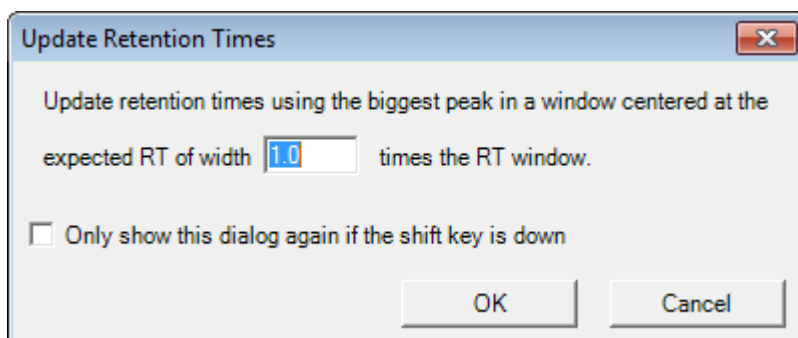 Update Retention Times
Update retention times using the biggest peak in a window centered at the
expected RT of width 1.0 times the RT window.
Only show this dialog again if the shift key is down
OK Cancel